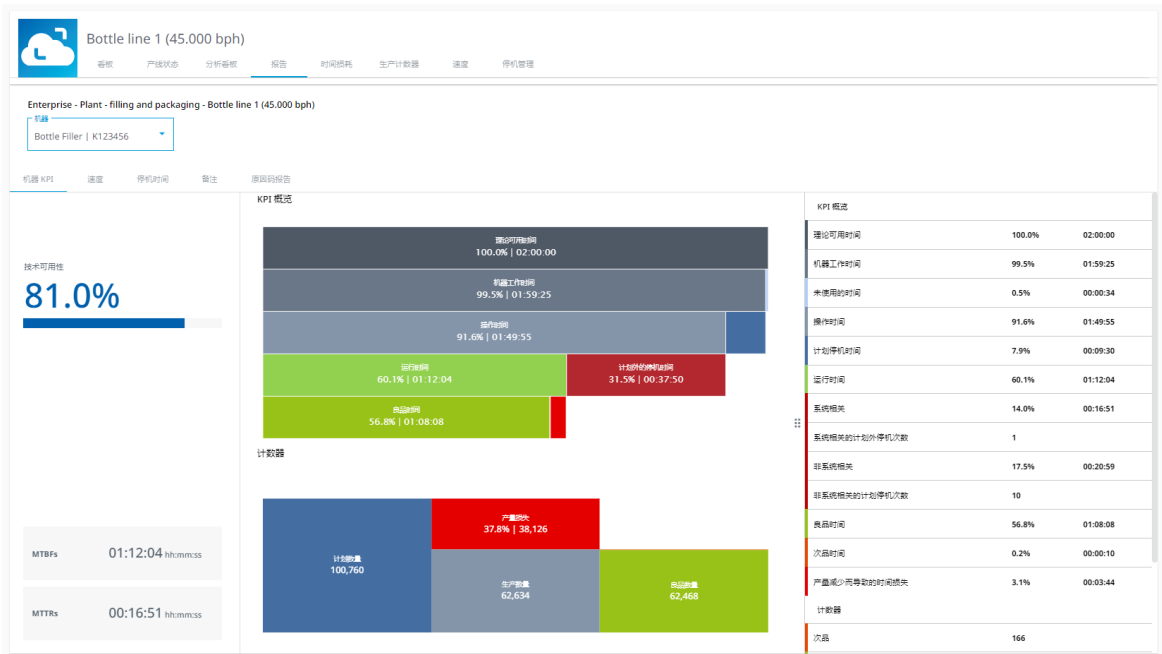 Bottle line 1 (45.000 bph)
看板 产线状态 分析看板 报告 时间损耗 生产计数器 速度 停机管理
Enterprise - Plant - filling and packaging - Bottle line 1 (45.000 bph)
机器
Bottle Filler | K123456
机器 KPI 速度 停机时间 备注 原因码报告
技术可用性
81.0%
MTBFs 01:12:04 hh:mm:ss
MTTRs 00:16:51 hh:mm:ss
KPI 概览
理论可用时间
100.0% | 02:00:00
机器工作时间
99.5% | 01:59:25
操作时间
91.6% | 01:49:55
运行时间
60.1% | 01:12:04
计划外的停机时间
31.5% | 00:37:50
良品时间
56.8% | 01:08:08
计数器
计划数量
100,760
产量损失
37.8% | 38,126
生产数量
62,634
良品数量
62,468
KPI 概览
理论可用时间 100.0% 02:00:00
机器工作时间 99.5% 01:59:25
未使用的时间 0.5% 00:00:34
操作时间 91.6% 01:49:55
计划停机时间 7.9% 00:09:30
运行时间 60.1% 01:12:04
系统相关 14.0% 00:16:51
系统相关的计划外停机次数 1
非系统相关 17.5% 00:20:59
非系统相关的计划停机次数 10
良品时间 56.8% 01:08:08
次品时间 0.2% 00:00:10
产量减少而导致的时间损失 3.1% 00:03:44
计数器
次品 166